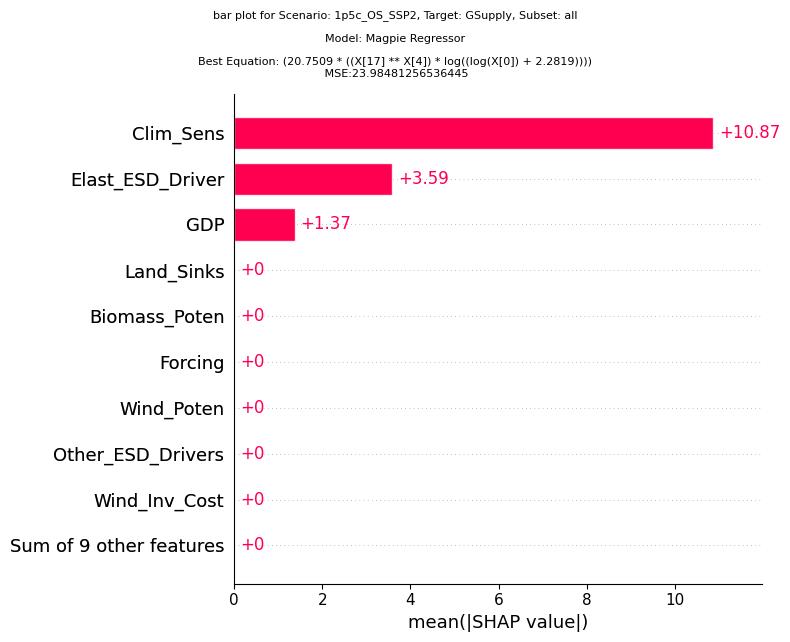 bar plot for Scenario: 1p5c_OS_SSP2, Target: GSupply, Subset: all
Model: Magpie Regressor
Best Equation: (20.7509 * ((X[17] ** X[4]) * log((log(X[0]) + 2.2819))))
MSE:23.98481256536445
Clim_Sens +10.87
Elast_ESD_Driver +3.59
GDP +1.37
Land_Sinks +0
Biomass_Poten +0
Forcing +0
Wind_Poten +0
Other_ESD_Drivers +0
Wind_Inv_Cost +0
Sum of 9 other features +0
0 2 4 6 8 10
mean(|SHAP value|)